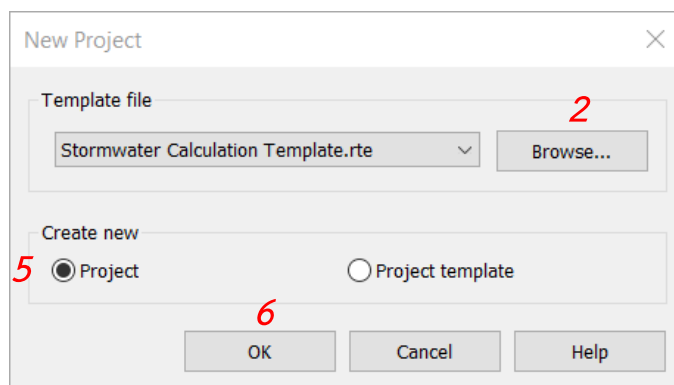 New Project
Template file
2
Stormwater Calculation Template.rte
Browse...
Create new
5 Project
Project template
6
OK
Cancel
Help